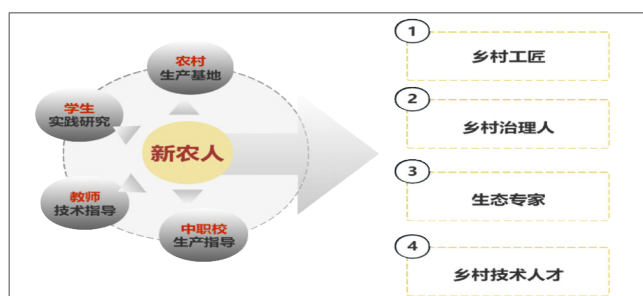 农村
生产基地
学生
实践研究
新农人
教师
技术指导
中职校
生产指导
1
乡村工匠
2
乡村治理人
3
生态专家
4
乡村技术人才